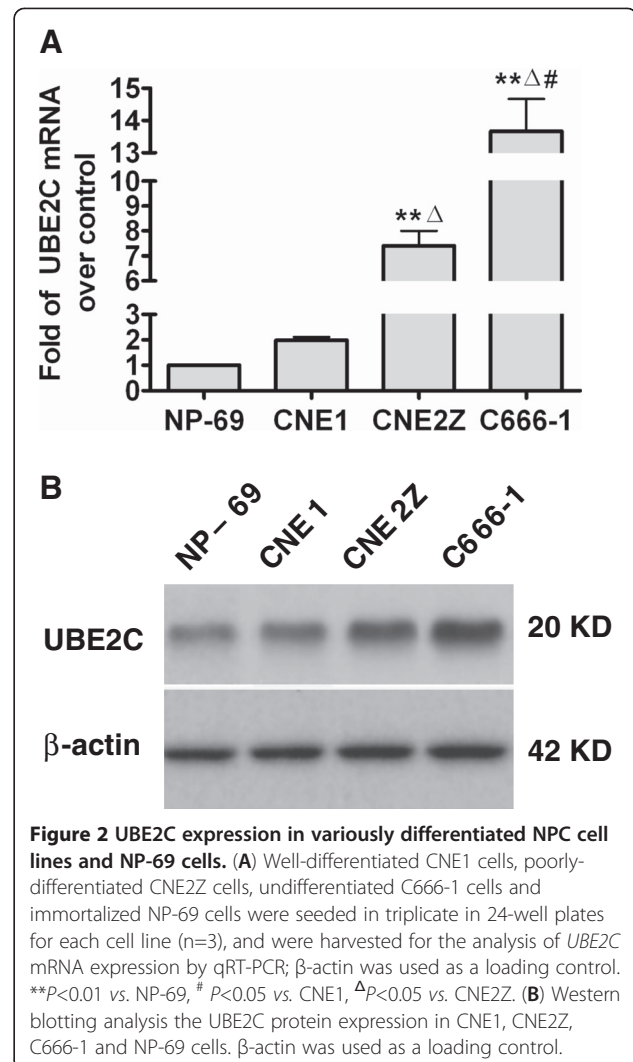 A
Fold of UBE2C mRNA
over control
15
14
13
10
9
8
7
6
3
2
1
0
**Δ
**Δ#
NP-69 CNE1 CNE2Z C666-1
B
NP-69 CNE1 CNE2Z C666-1
UBE2C 20 KD
β-actin 42 KD
Figure 2 UBE2C expression in variously differentiated NPC cell
lines and NP-69 cells. (A) Well-differentiated CNE1 cells, poorly-
differentiated CNE2Z cells, undifferentiated C666-1 cells and
immortalized NP-69 cells were seeded in triplicate in 24-well plates
for each cell line (n=3), and were harvested for the analysis of UBE2C
mRNA expression by qRT-PCR; β-actin was used as a loading control.
**P<0.01 vs. NP-69, # P<0.05 vs. CNE1, ΔP<0.05 vs. CNE2Z. (B) Western
blotting analysis the UBE2C protein expression in CNE1, CNE2Z,
C666-1 and NP-69 cells. β-actin was used as a loading control.